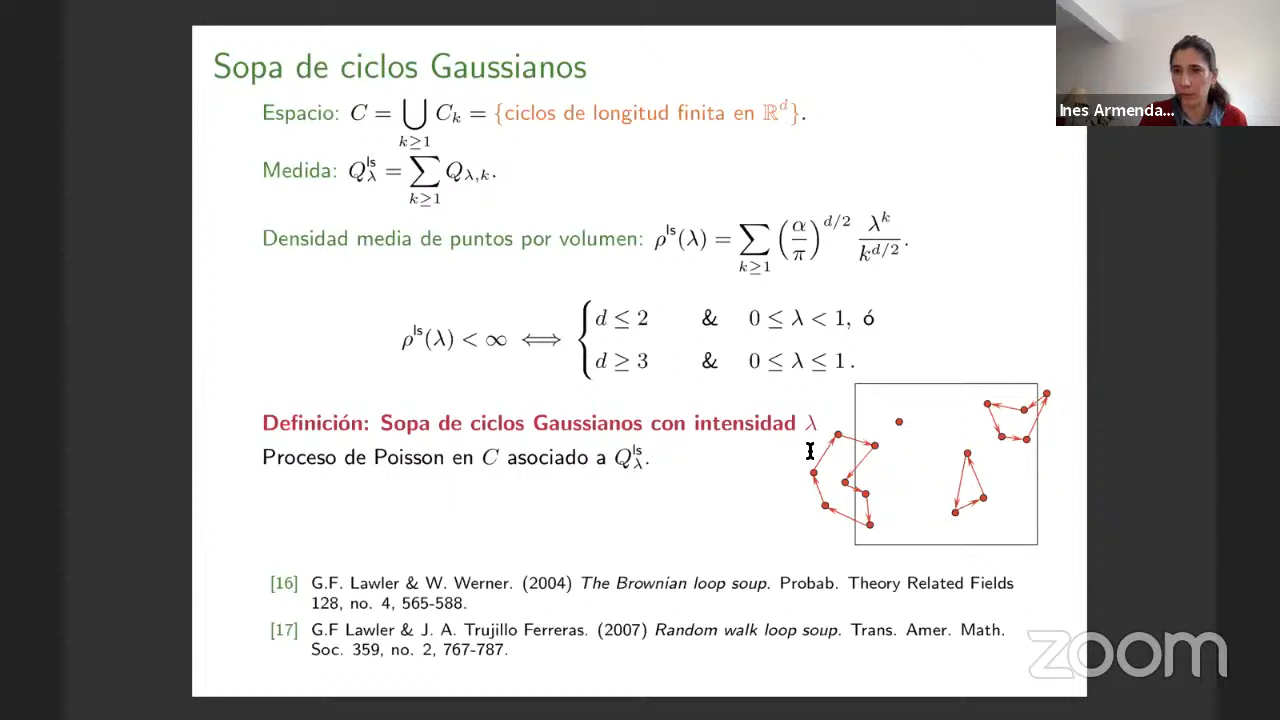 Sopa de ciclos Gaussianos
Espacio: C = ⋃_{k≥1} C_k = {ciclos de longitud finita en ℝ^d}.
Medida: Q_λ^{ls} = ∑_{k≥1} Q_{λ,k}.
Densidad media de puntos por volumen: ρ^{ls}(λ) = ∑_{k≥1} (α/π)^{d/2} λ^k / k^{d/2}.
ρ^{ls}(λ) < ∞ ⟺ { d ≤ 2 & 0 ≤ λ < 1, ó
d ≥ 3 & 0 ≤ λ ≤ 1.
Definición: Sopa de ciclos Gaussianos con intensidad λ
Proceso de Poisson en C asociado a Q_λ^{ls}.
[16] G.F. Lawler & W. Werner. (2004) The Brownian loop soup. Probab. Theory Related Fields
128, no. 4, 565-588.
[17] G.F Lawler & J. A. Trujillo Ferreras. (2007) Random walk loop soup. Trans. Amer. Math.
Soc. 359, no. 2, 767-787.
Ines Armenda...
zoom